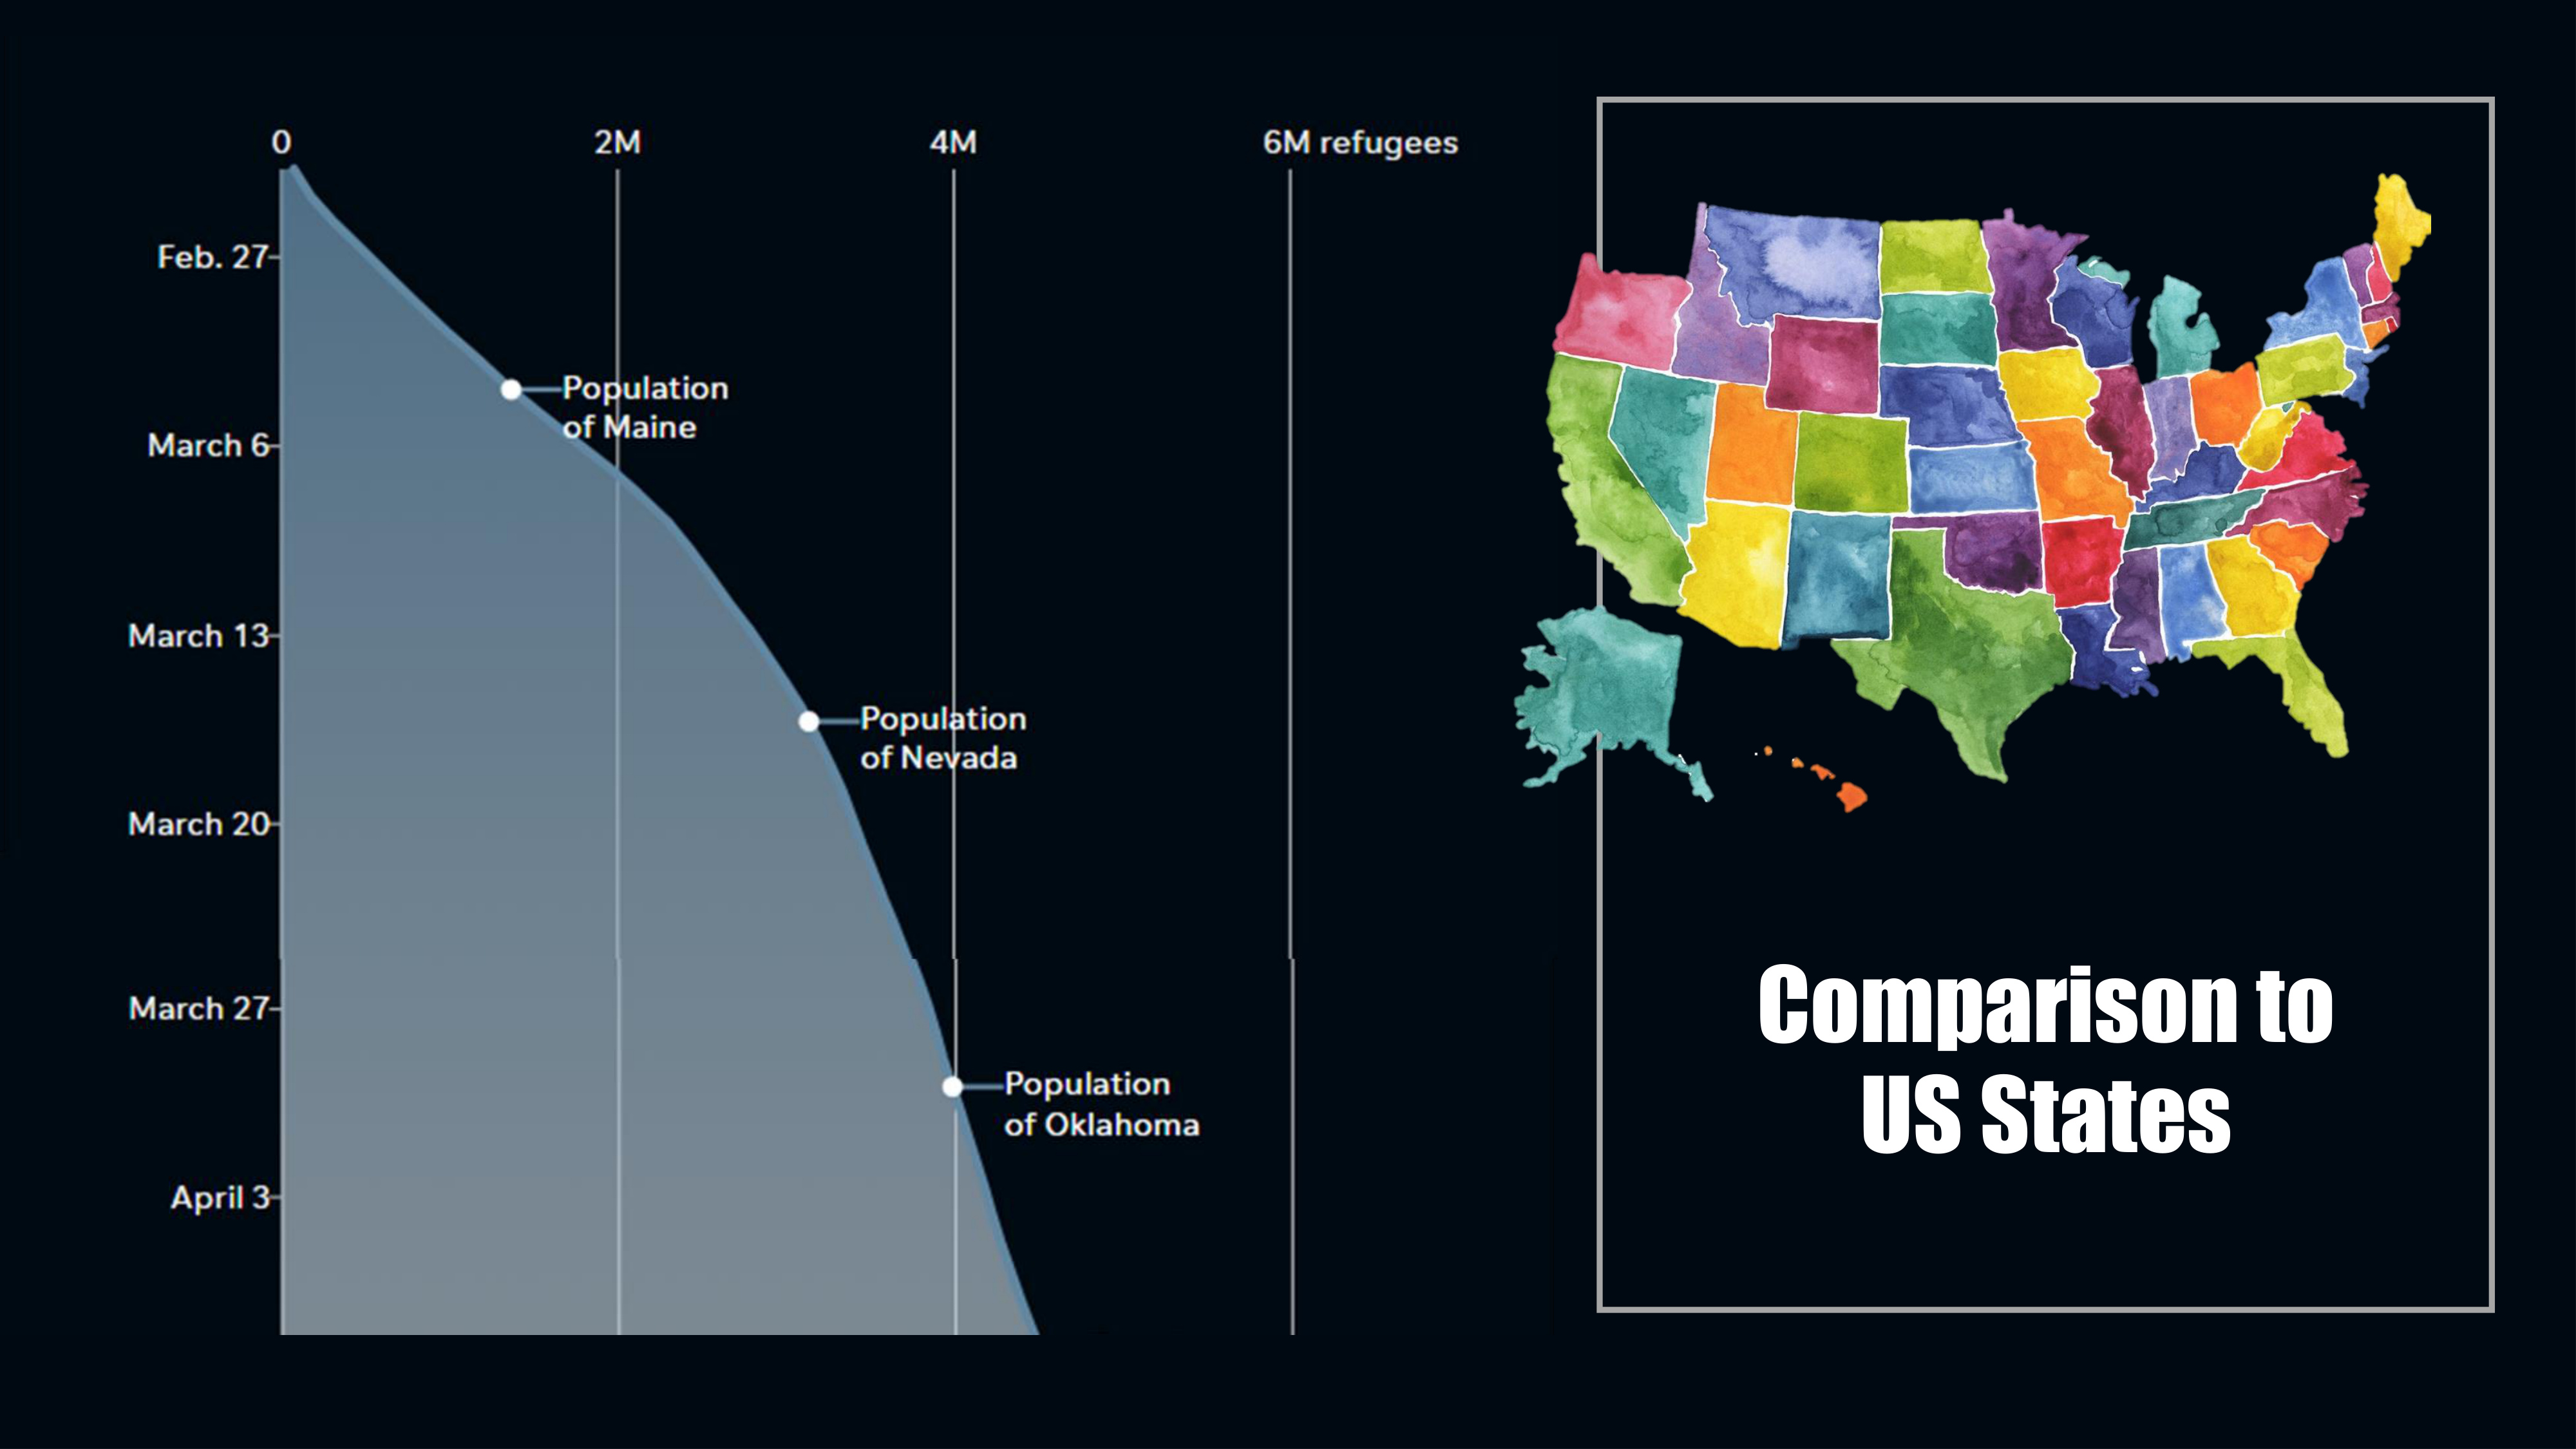 0
2M
4M
6M refugees
Feb. 27
Population
of Maine
March 6
March 13
Population
of Nevada
March 20
March 27
Population
of Oklahoma
April 3
Comparison to
US States